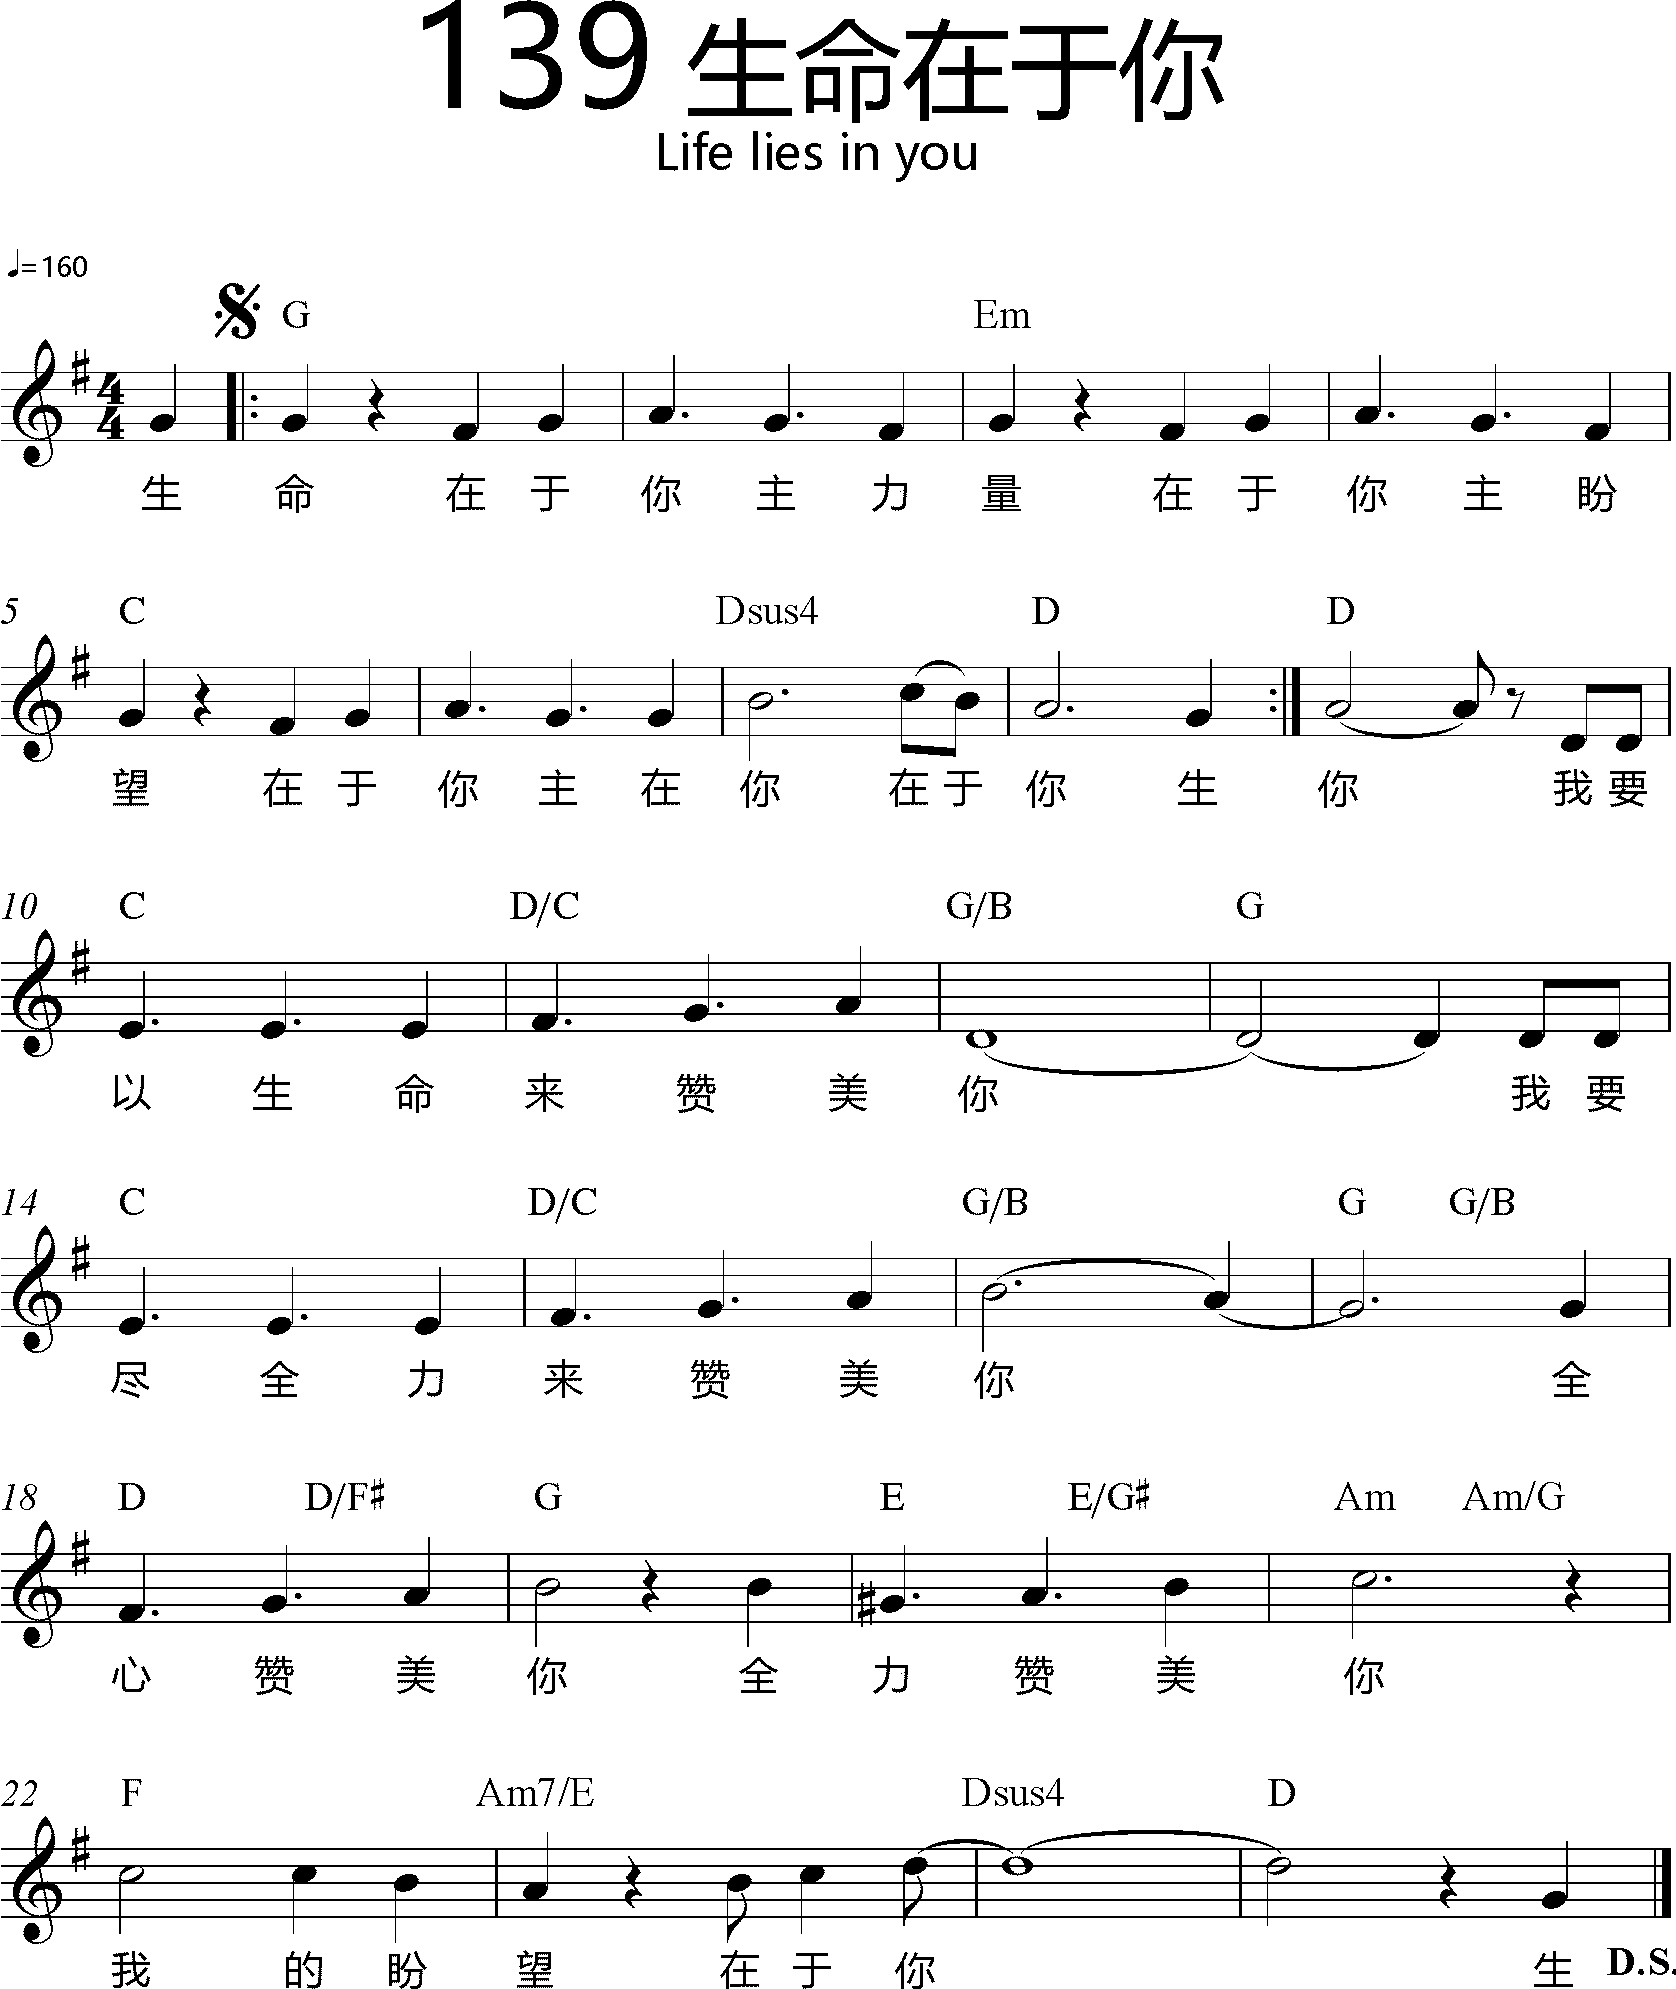 139 生命在于你
Life lies in you
♩=160
G Em
4
4
生 命 在 于 你 主 力 量 在 于 你 主 盼
5 C Dsus4 D D
望 在 于 你 主 在 你 在 于 你 生 你 我 要
10 C D/C G/B G
以 生 命 来 赞 美 你 我 要
14 C D/C G/B G G/B
尽 全 力 来 赞 美 你 全
18 D D/F♯ G E E/G♯ Am Am/G
心 赞 美 你 全 力 赞 美 你
22 F Am7/E Dsus4 D
我 的 盼 望 在 于 你 生 D.S.